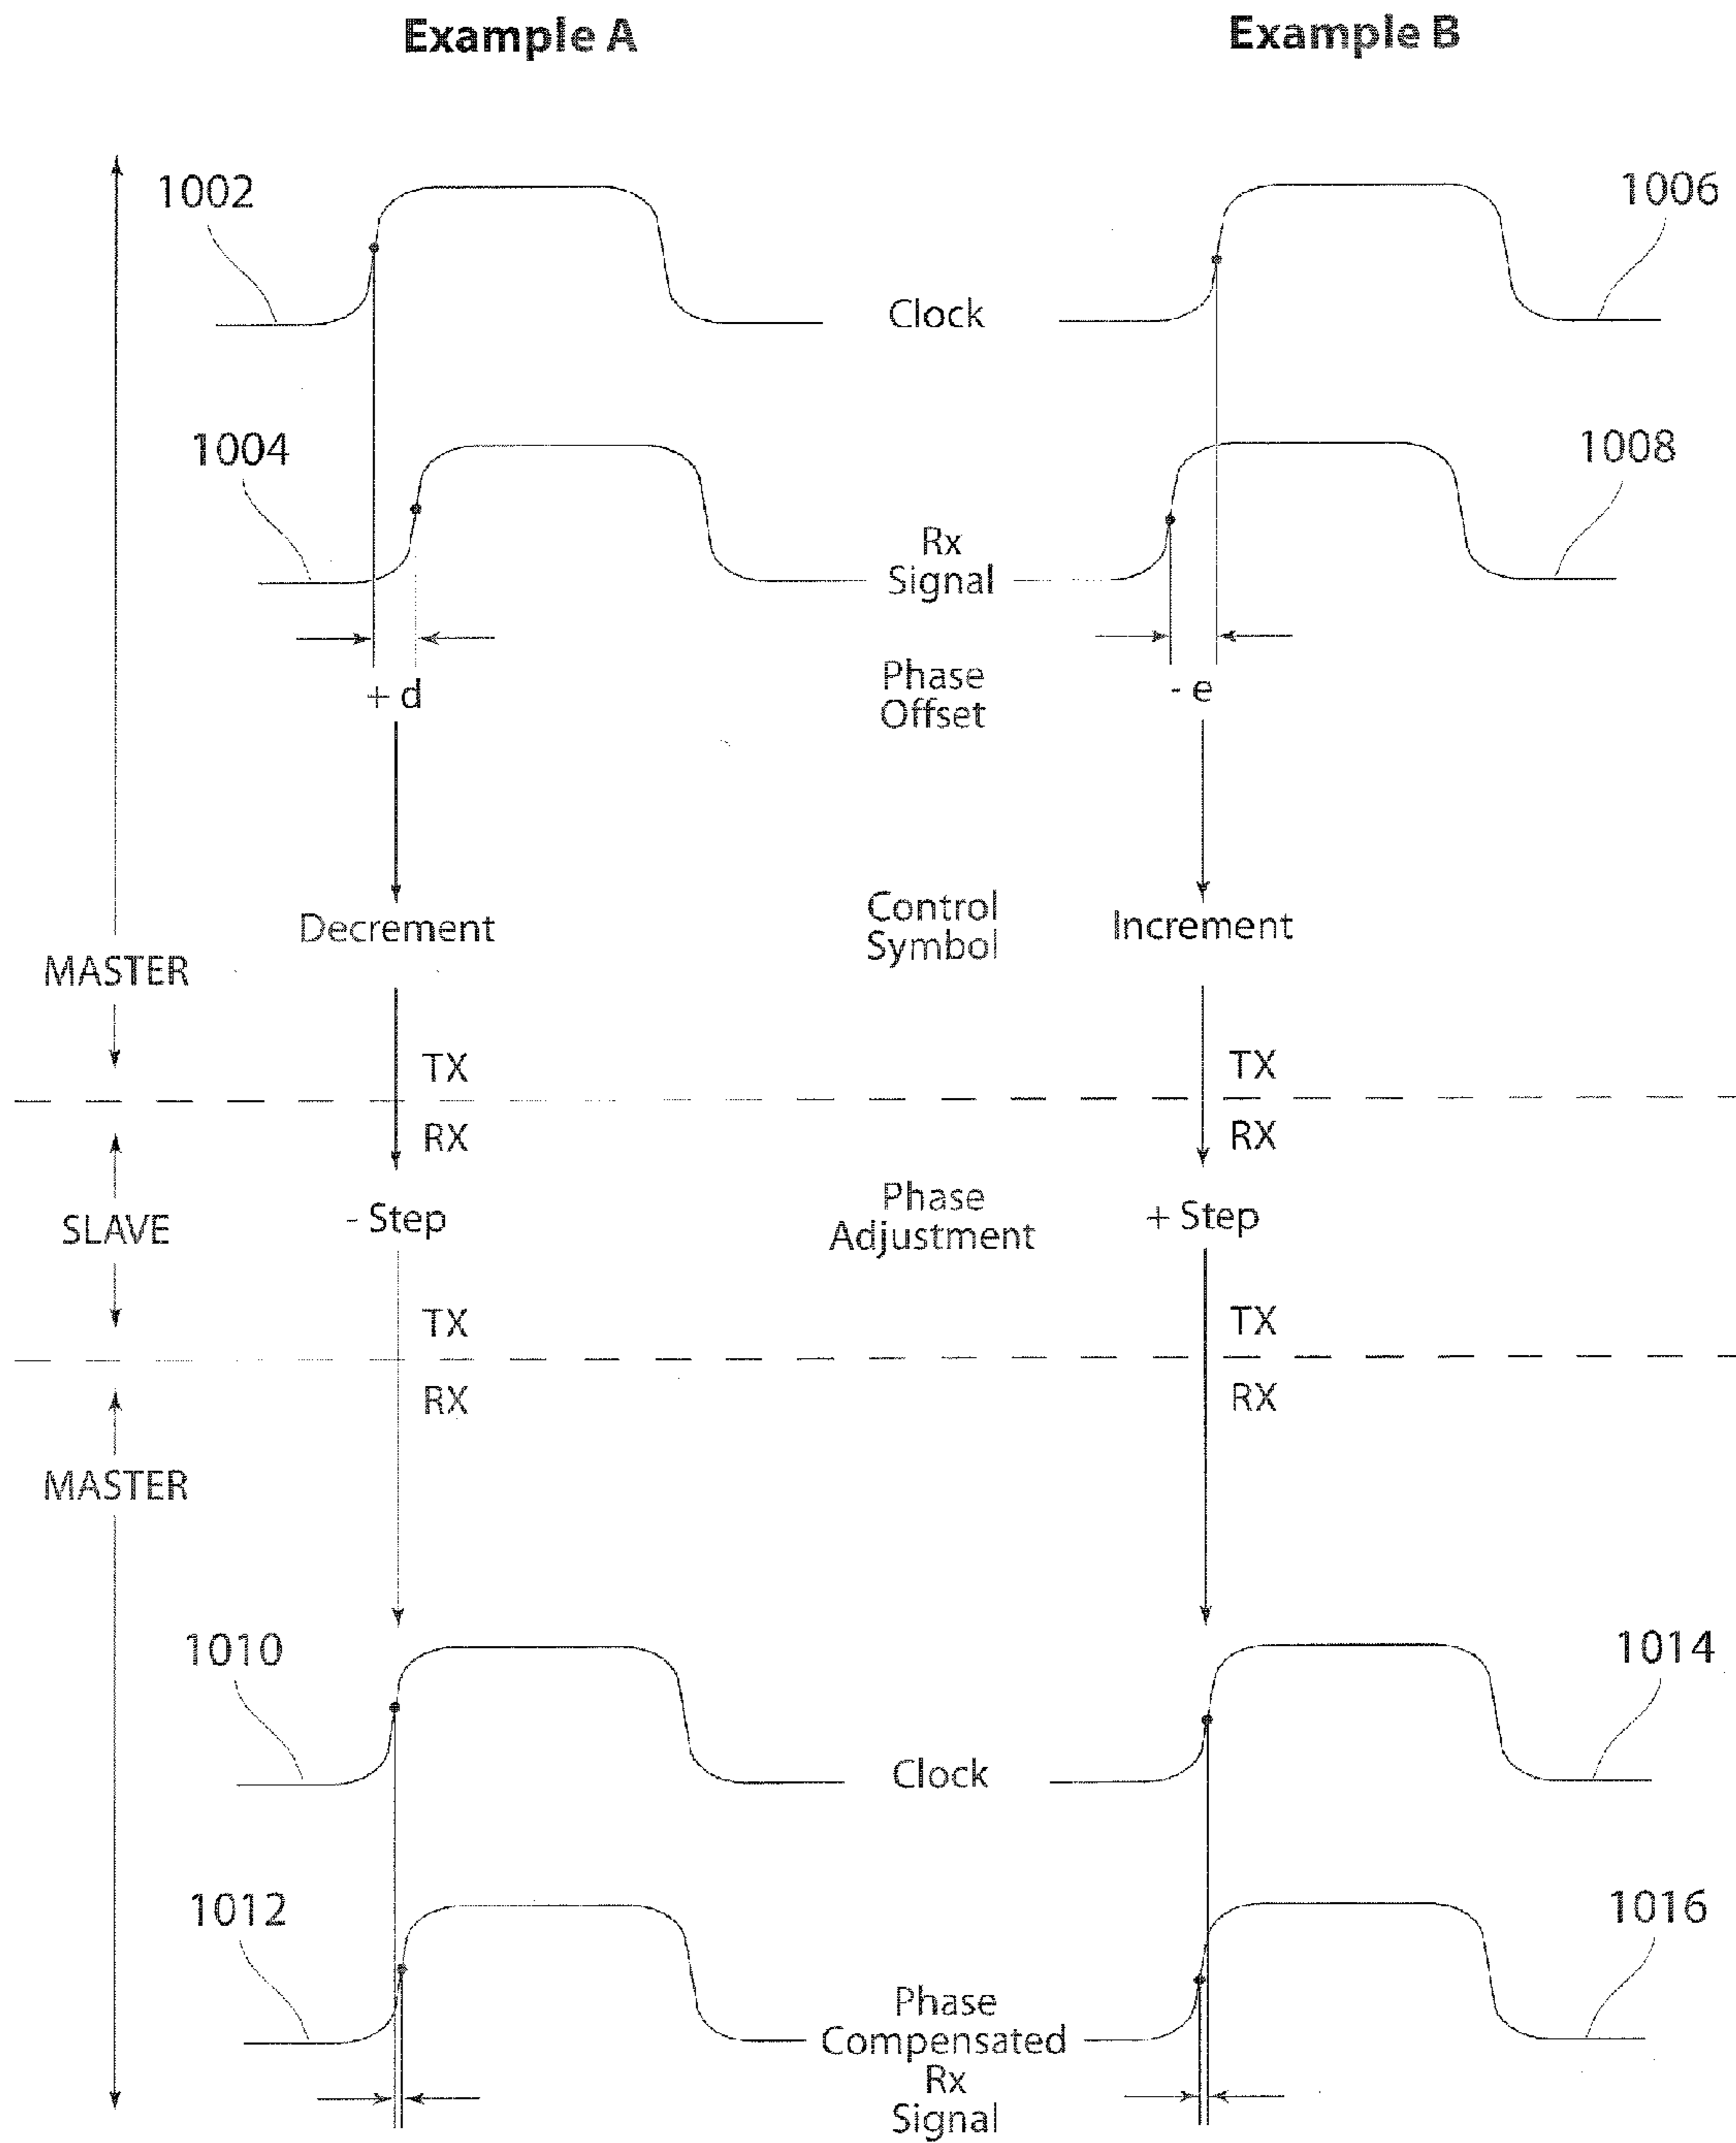 Example A
Example B
1002
1006
Clock
1004
1008
Rx
Signal
Phase
Offset
+ d
- e
Control
Symbol
Decrement
Increment
MASTER
TX
TX
RX
RX
Phase
Adjustment
SLAVE
- Step
+ Step
TX
TX
RX
RX
MASTER
1010
1014
Clock
1012
1016
Phase
Compensated
Rx
Signal